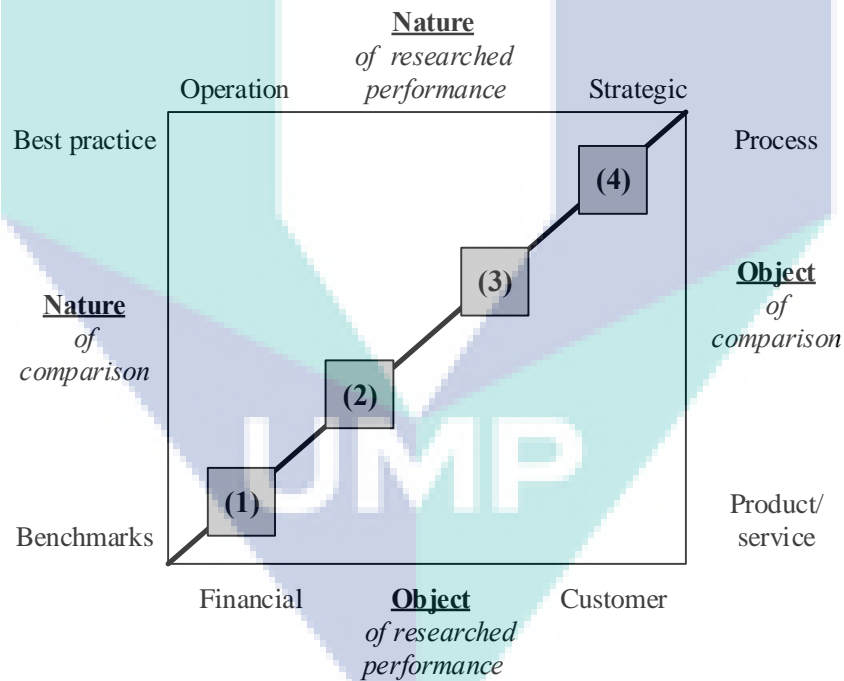 Nature
of researched
performance
Operation
Strategic
Best practice
Process
(4)
(3)
Nature
of
comparison
Object
of
comparison
(2)
UMP
(1)
Benchmarks
Product/
service
Financial
Object
of researched
performance
Customer